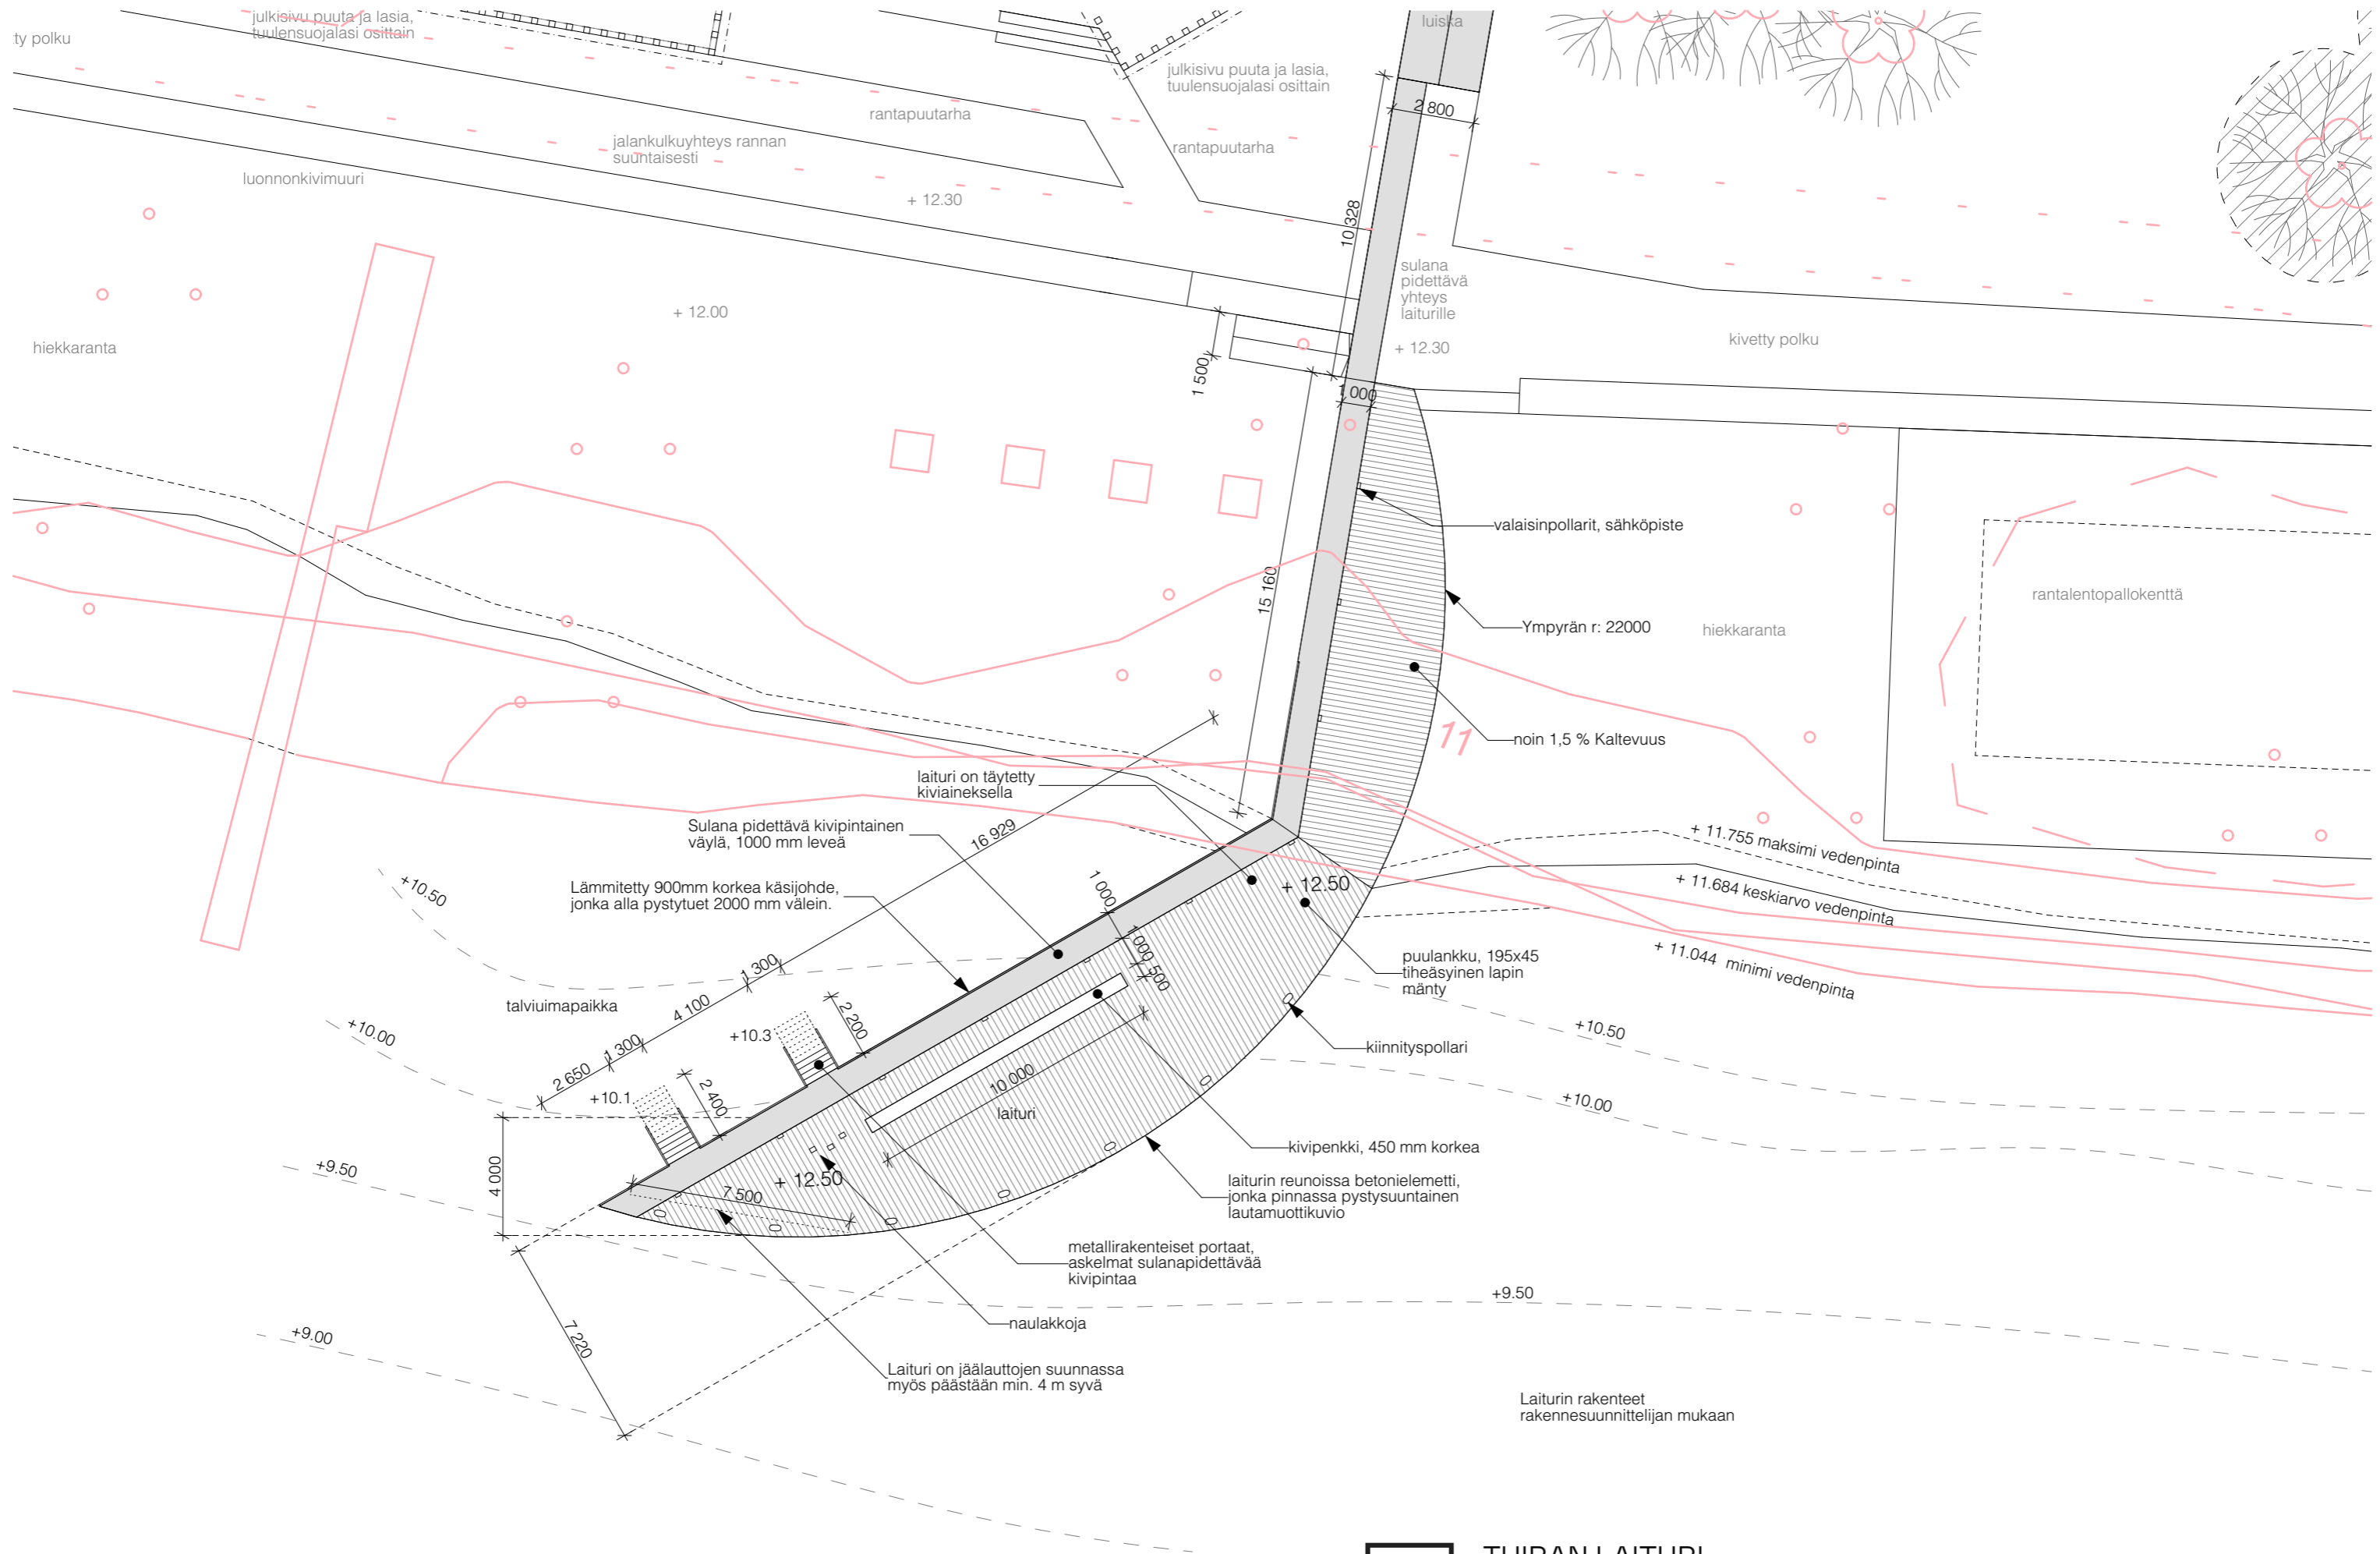 julkisivu puuta ja lasia,
tuulensuojalasi osittain
luiska
ty polku
julkisivu puuta ja lasia,
tuulensuojalasi osittain
2 800
rantapuutarha
jalankulkuyhteys rannan
suuntaisesti
rantapuutarha
luonnonkivimuuri
+ 12.30
10 328
sulana
pidettävä
yhteys
laiturille
+ 12.00
+ 12.30
kivetty polku
hiekkaranta
1 500
1 000
valaisinpollarit, sähköpiste
15 160
rantalentopallokenttä
Ympyrän r: 22000
hiekkaranta
11
noin 1,5 % Kaltevuus
laituri on täytetty
kiviaineksella
Sulana pidettävä kivipintainen
väylä, 1000 mm leveä
16 929
+ 11.755 maksimi vedenpinta
+ 11.684 keskiarvo vedenpinta
+ 11.044 minimi vedenpinta
+10.50
Lämmitetty 900mm korkea käsijohde,
jonka alla pystytuet 2000 mm välein.
1 000
+ 12.50
1 000
500
puulankku, 195x45
tiheäsyinen lapin
mänty
1 300
talviuimapaikka
4 100
2 200
+10.3
+10.00
+10.50
1 300
kiinnityspollari
2 650
2 400
10 000
+10.1
laituri
+10.00
kivipenkki, 450 mm korkea
+9.50
4 000
+ 12.50
7 500
laiturin reunoissa betonielemetti,
jonka pinnassa pystysuuntainen
lautamuottikuvio
metallirakenteiset portaat,
askelmat sulanapidettävää
kivipintaa
+9.50
naulakkoja
+9.00
7 220
Laituri on jäälauttojen suunnassa
myös päästään min. 4 m syvä
Laiturin rakenteet
rakennesuunnittelijan mukaan
TUIRAN LAITURI